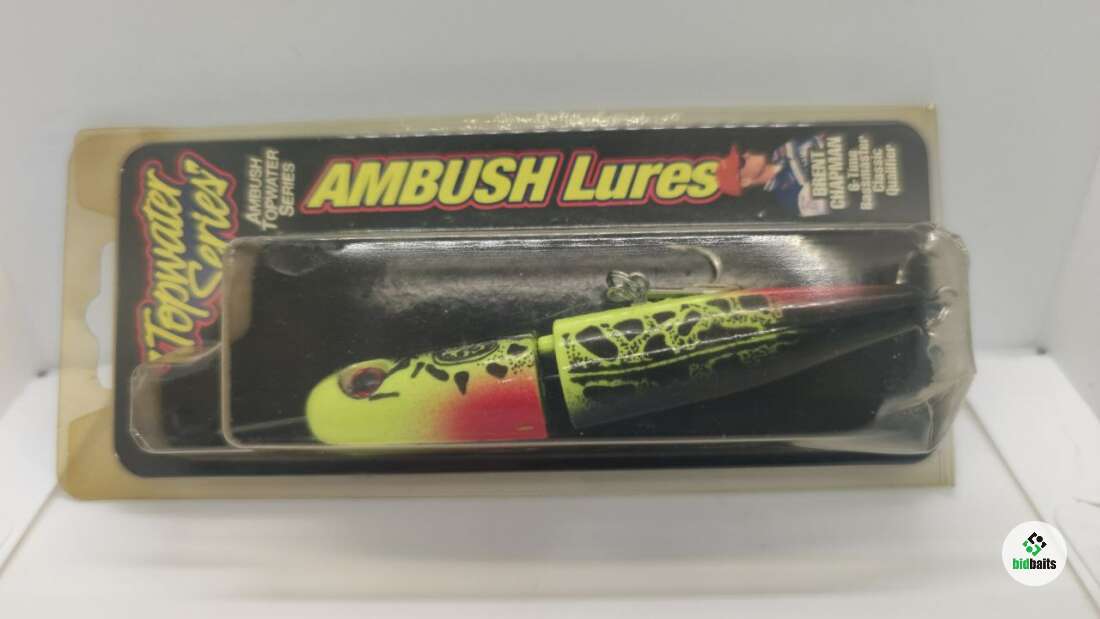 "Topwater
Series"
AMBUSH
TOPWATER
SERIES
AMBUSH Lures
BRENT
CHAPMAN
6-Time
Bassmaster
Classic
Qualifier
bidbaits